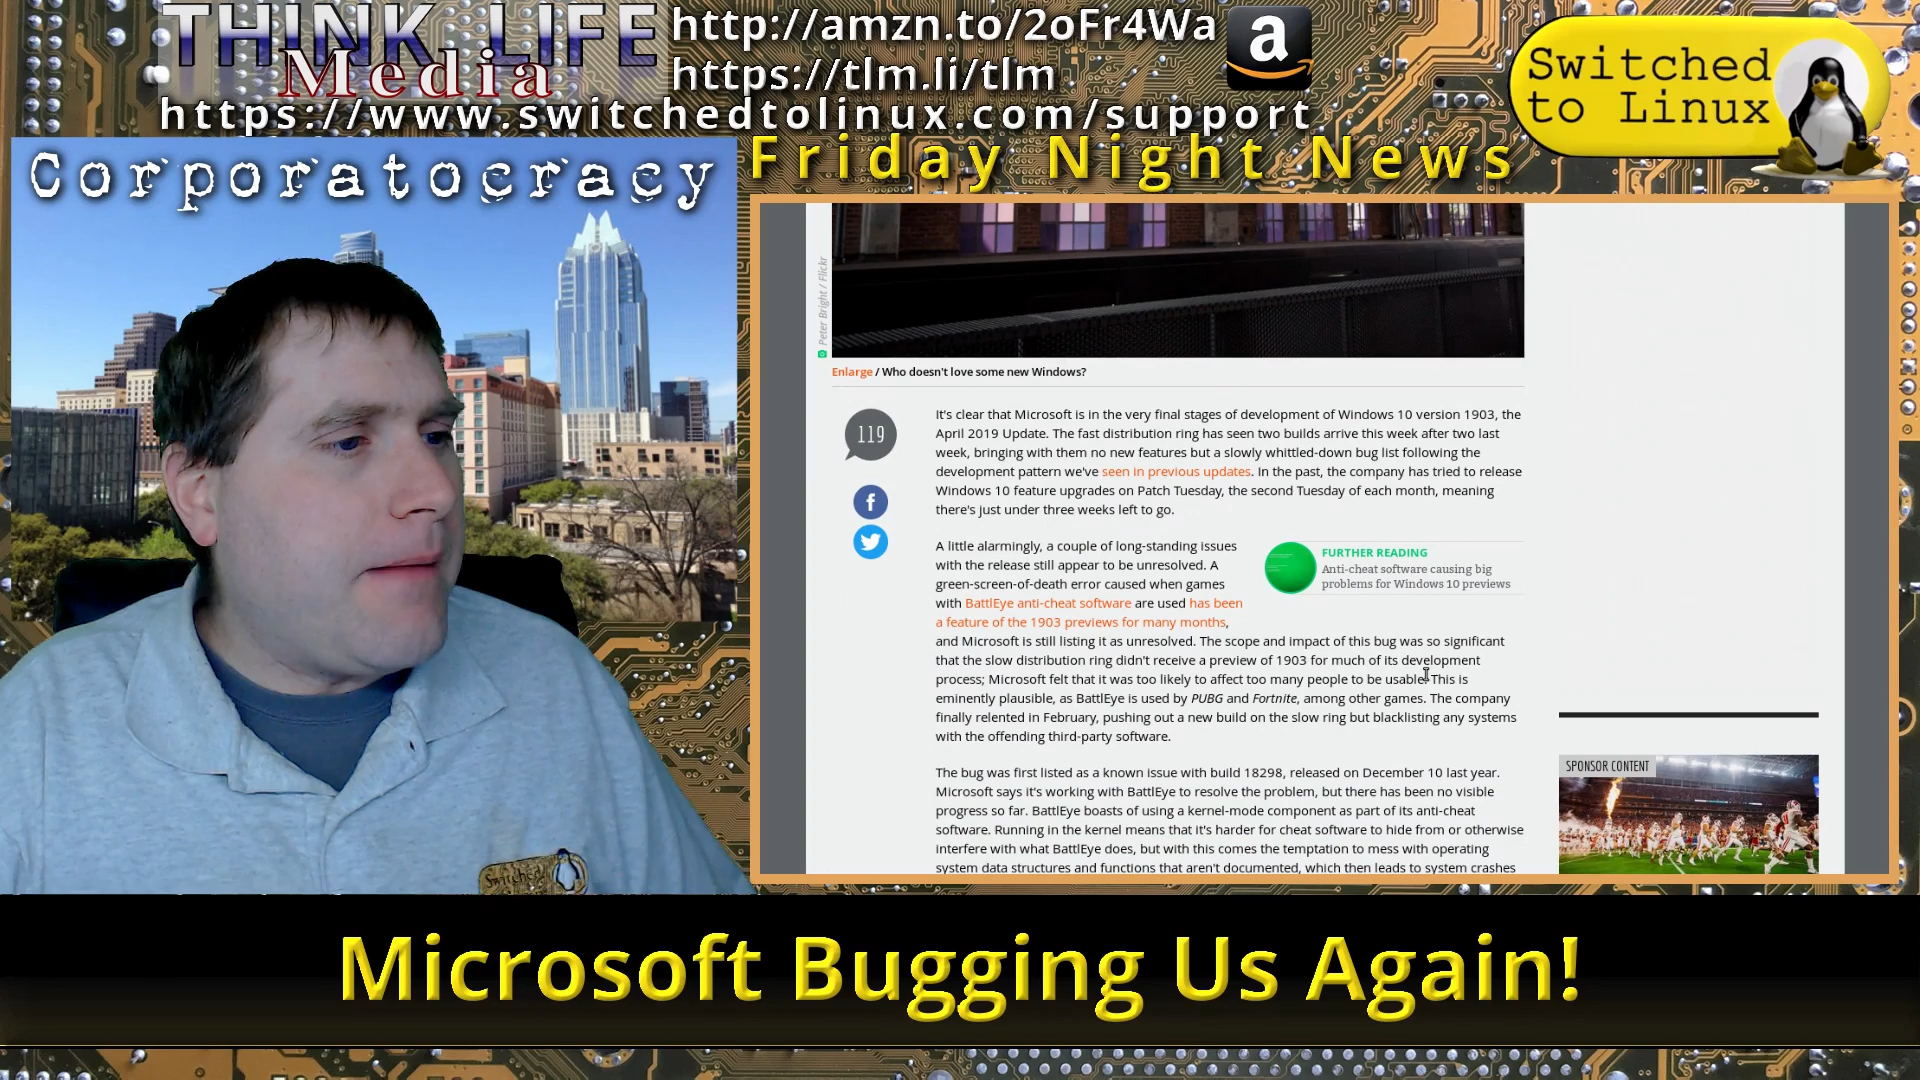 THINK LIFE
Media
http://amzn.to/2oFr4Wa
a
https://tlm.li/tlm
https://www.switchedtolinux.com/support
Switched
to Linux
Corporatocracy
Friday Night News
Peter Bright / Flickr
Enlarge / Who doesn't love some new Windows?
119
It's clear that Microsoft is in the very final stages of development of Windows 10 version 1903, the
April 2019 Update. The fast distribution ring has seen two builds arrive this week after two last
week, bringing with them no new features but a slowly whittled-down bug list following the
development pattern we've seen in previous updates. In the past, the company has tried to release
Windows 10 feature upgrades on Patch Tuesday, the second Tuesday of each month, meaning
there's just under three weeks left to go.
A little alarmingly, a couple of long-standing issues
with the release still appear to be unresolved. A
green-screen-of-death error caused when games
with BattlEye anti-cheat software are used has been
a feature of the 1903 previews for many months,
FURTHER READING
Anti-cheat software causing big
problems for Windows 10 previews
and Microsoft is still listing it as unresolved. The scope and impact of this bug was so significant
that the slow distribution ring didn't receive a preview of 1903 for much of its development
process; Microsoft felt that it was too likely to affect too many people to be usable. This is
eminently plausible, as BattlEye is used by PUBG and Fortnite, among other games. The company
finally relented in February, pushing out a new build on the slow ring but blacklisting any systems
with the offending third-party software.
The bug was first listed as a known issue with build 18298, released on December 10 last year.
Microsoft says it's working with BattlEye to resolve the problem, but there has been no visible
progress so far. BattlEye boasts of using a kernel-mode component as part of its anti-cheat
software. Running in the kernel means that it's harder for cheat software to hide from or otherwise
interfere with what BattlEye does, but with this comes the temptation to mess with operating
system data structures and functions that aren't documented, which then leads to system crashes
SPONSOR CONTENT
Switched
Microsoft Bugging Us Again!